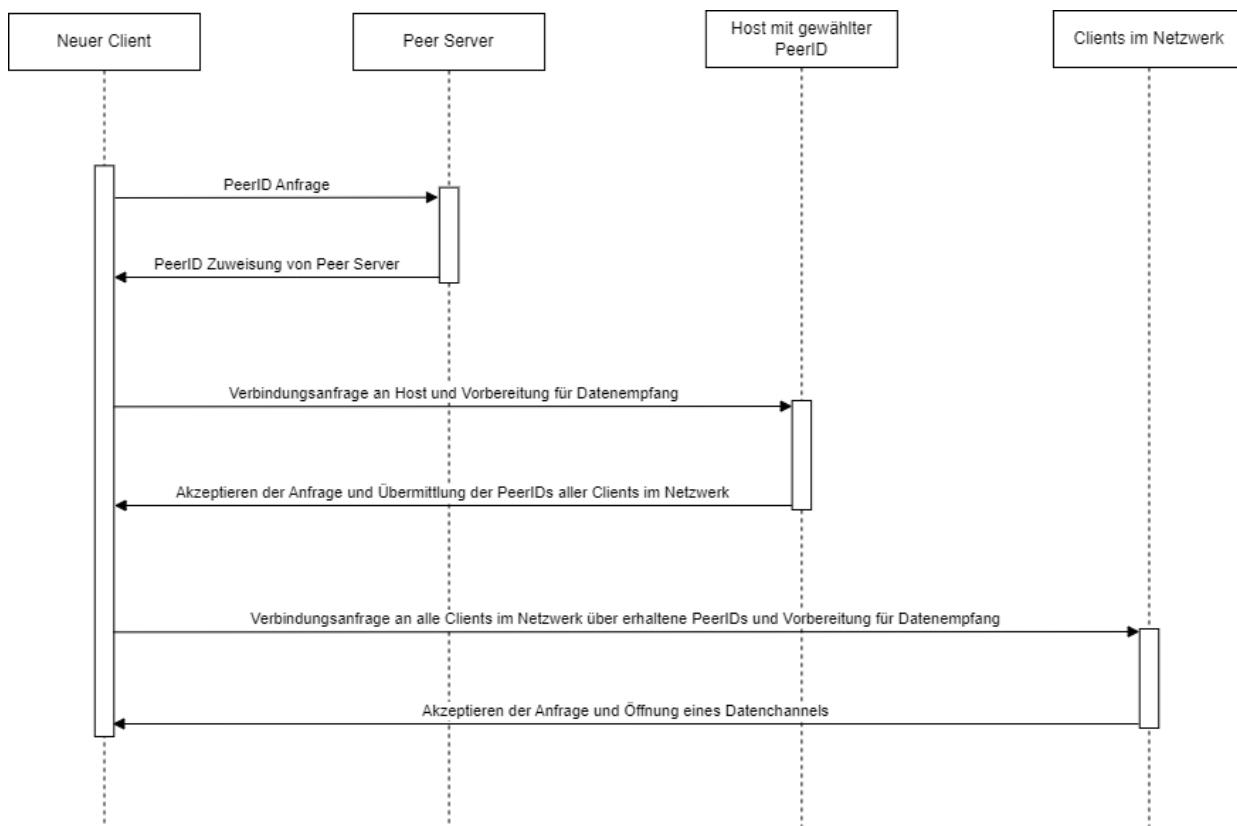 Neuer Client
Peer Server
Host mit gewählter
PeerID
Clients im Netzwerk
PeerID Anfrage
PeerID Zuweisung von Peer Server
Verbindungsanfrage an Host und Vorbereitung für Datenempfang
Akzeptieren der Anfrage und Übermittlung der PeerIDs aller Clients im Netzwerk
Verbindungsanfrage an alle Clients im Netzwerk über erhaltene PeerIDs und Vorbereitung für Datenempfang
Akzeptieren der Anfrage und Öffnung eines Datenchannels